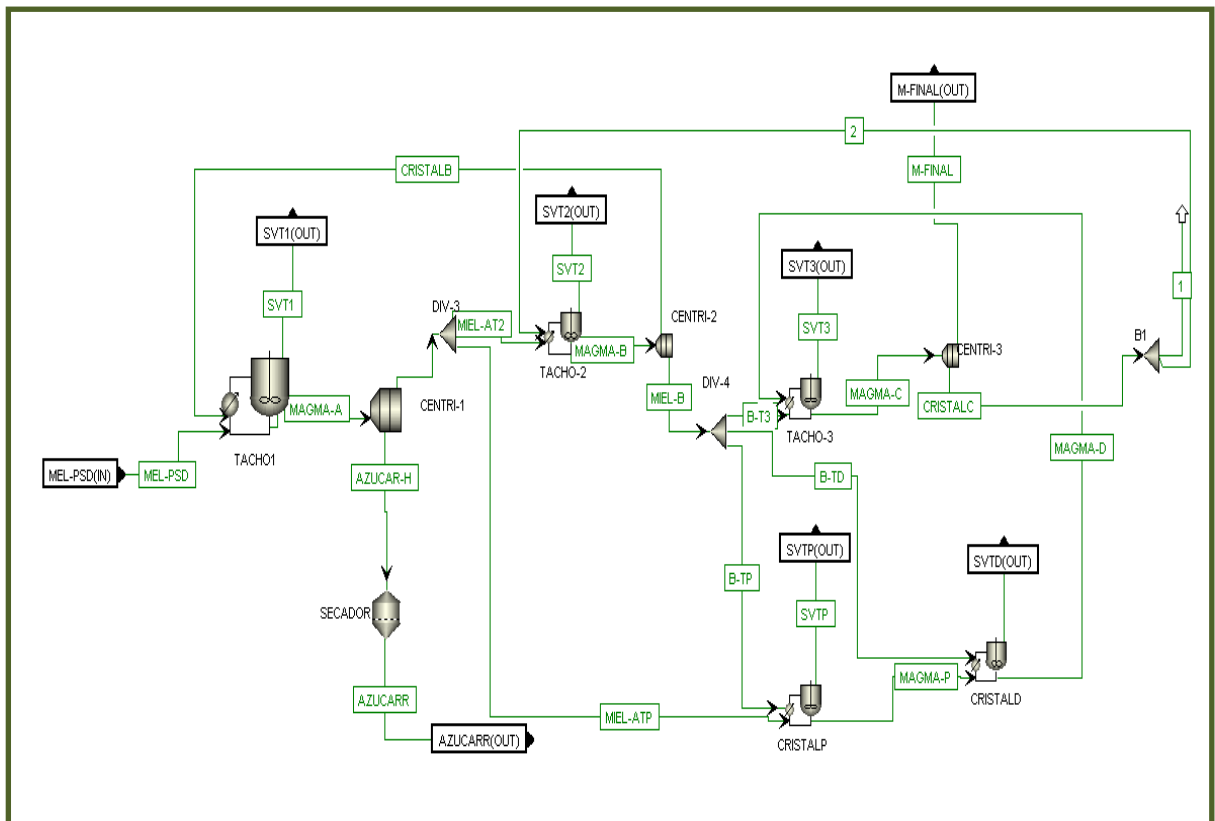 M-FINAL(OUT)
2
CRISTALB
M-FINAL
SVT2(OUT)
SVT1(OUT)
SVT3(OUT)
SVT2
1
SVT1
DIV-3
MIEL-AT2
CENTRI-2
SVT3
B1
MAGMA-B
CENTRI-3
TACHO-2
DIV-4
MIEL-B
MAGMA-C
MAGMA-A
CENTRI-1
B-T3
CRISTALC
TACHO-3
MAGMA-D
TACHO1
MEL-PSD(IN)
MEL-PSD
AZUCAR-H
B-TD
SVTP(OUT)
SVTD(OUT)
B-TP
SECADOR
SVTP
MAGMA-P
AZUCARR
CRISTALD
MIEL-ATP
AZUCARR(OUT)
CRISTALP